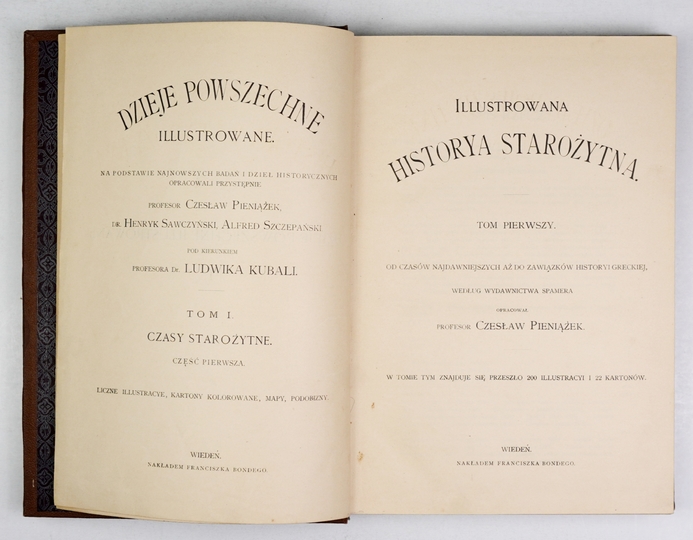 DZIEJE POWSZECHNE
ILLUSTROWANE.
NA PODSTAWIE NAJNOWSZYCH BADAŃ I DZIEŁ HISTORYCZNYCH
OPRACOWALI PRZYSTĘPNIE
PROFESOR CZESŁAW PIENIĄŻEK,
DR. HENRYK SAWCZYŃSKI, ALFRED SZCZEPAŃSKI
POD KIERUNKIEM
PROFESORA DR. LUDWIKA KUBALI.
TOM I.
CZASY STAROŻYTNE.
CZĘŚĆ PIERWSZA.
LICZNE ILLUSTRACYE, KARTONY KOLOROWANE, MAPY, PODOBIZNY.
WIEDEŃ.
NAKŁADEM FRANCISZKA BONDEGO.
ILLUSTROWANA
HISTORYA STAROŻYTNA.
TOM PIERWSZY.
OD CZASÓW NAJDAWNIEJSZYCH AŻ DO ZAWIĄZKÓW HISTORYI GRECKIEJ,
WEDŁUG WYDAWNICTWA SPAMERA
OPRACOWAŁ
PROFESOR CZESŁAW PIENIĄŻEK.
W TOMIE TYM ZNAJDUJE SIĘ PRZESZŁO 200 ILLUSTRACYI I 22 KARTONÓW.
WIEDEŃ.
NAKŁADEM FRANCISZKA BONDEGO.